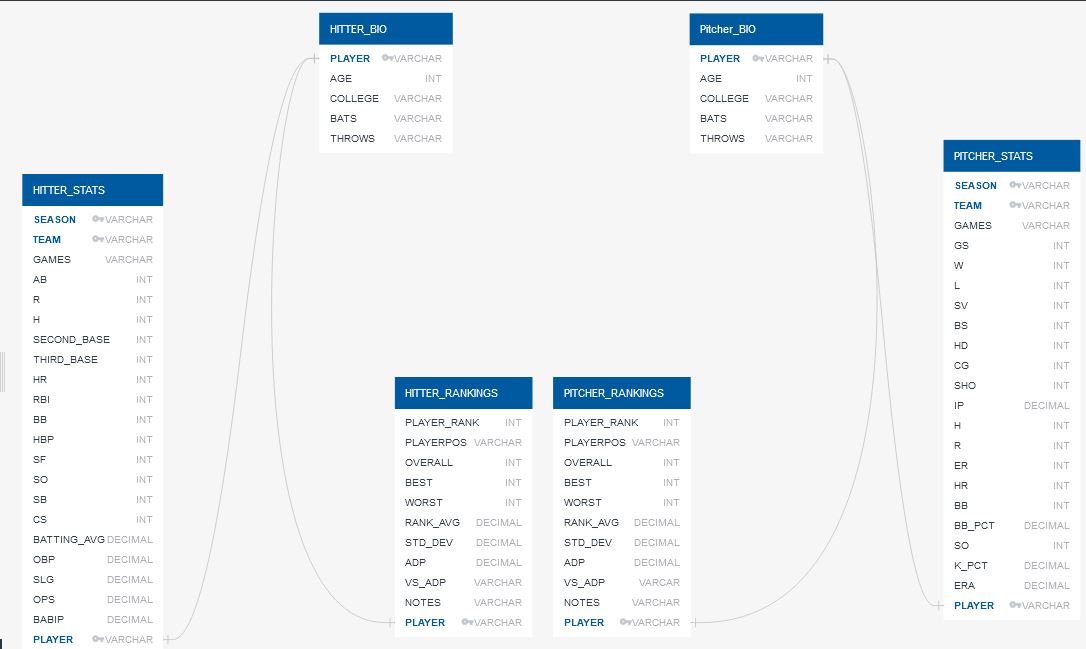 HITTER_BIO
PLAYER VARCHAR
AGE INT
COLLEGE VARCHAR
BATS VARCHAR
THROWS VARCHAR
Pitcher_BIO
PLAYER VARCHAR
AGE INT
COLLEGE VARCHAR
BATS VARCHAR
THROWS VARCHAR
HITTER_STATS
SEASON VARCHAR
TEAM VARCHAR
GAMES VARCHAR
AB INT
R INT
H INT
SECOND_BASE INT
THIRD_BASE INT
HR INT
RBI INT
BB INT
HBP INT
SF INT
SO INT
SB INT
CS INT
BATTING_AVG DECIMAL
OBP DECIMAL
SLG DECIMAL
OPS DECIMAL
BABIP DECIMAL
PLAYER VARCHAR
HITTER_RANKINGS
PLAYER_RANK INT
PLAYERPOS VARCHAR
OVERALL INT
BEST INT
WORST INT
RANK_AVG DECIMAL
STD_DEV DECIMAL
ADP DECIMAL
VS_ADP VARCHAR
NOTES VARCHAR
PLAYER VARCHAR
PITCHER_RANKINGS
PLAYER_RANK INT
PLAYERPOS VARCHAR
OVERALL INT
BEST INT
WORST INT
RANK_AVG DECIMAL
STD_DEV DECIMAL
ADP DECIMAL
VS_ADP VARCAR
NOTES VARCHAR
PLAYER VARCHAR
PITCHER_STATS
SEASON VARCHAR
TEAM VARCHAR
GAMES VARCHAR
GS INT
W INT
L INT
SV INT
BS INT
HD INT
CG INT
SHO INT
IP DECIMAL
H INT
R INT
ER INT
HR INT
BB INT
BB_PCT DECIMAL
SO INT
K_PCT DECIMAL
ERA DECIMAL
PLAYER VARCHAR